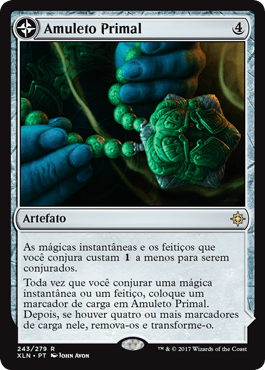 Amuleto Primal 4
Artefato
As mágicas instantâneas e os feitiços que
você conjura custam 1 a menos para serem
conjurados.
Toda vez que você conjurar uma mágica
instantânea ou um feitiço, coloque um
marcador de carga em Amuleto Primal.
Depois, se houver quatro ou mais marcadores
de carga nele, remova-os e transforme-o.
243/279 R
XLN • PT JOHN AVON
™ & © 2017 Wizards of the Coast